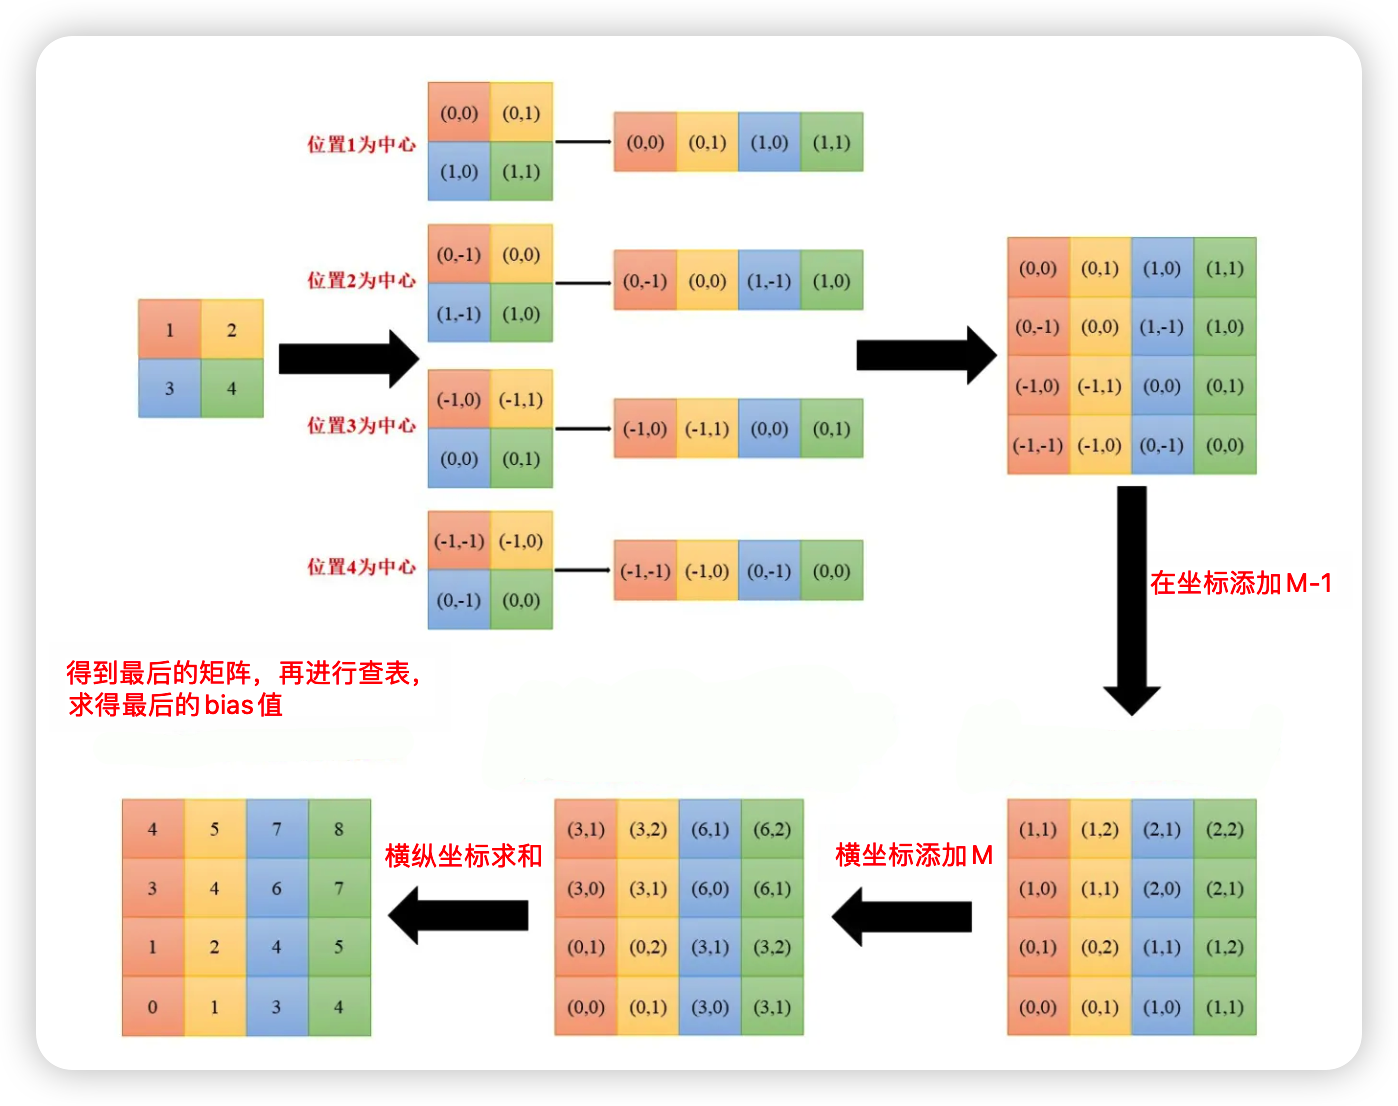 1 2
3 4
位置1为中心
(0,0) (0,1)
(1,0) (1,1)
(0,0) (0,1) (1,0) (1,1)
位置2为中心
(0,-1) (0,0)
(1,-1) (1,0)
(0,-1) (0,0) (1,-1) (1,0)
位置3为中心
(-1,0) (-1,1)
(0,0) (0,1)
(-1,0) (-1,1) (0,0) (0,1)
位置4为中心
(-1,-1) (-1,0)
(0,-1) (0,0)
(-1,-1) (-1,0) (0,-1) (0,0)
(0,0) (0,1) (1,0) (1,1)
(0,-1) (0,0) (1,-1) (1,0)
(-1,0) (-1,1) (0,0) (0,1)
(-1,-1) (-1,0) (0,-1) (0,0)
在坐标添加M-1
(1,1) (1,2) (2,1) (2,2)
(1,0) (1,1) (2,0) (2,1)
(0,1) (0,2) (1,1) (1,2)
(0,0) (0,1) (1,0) (1,1)
横坐标添加M
(3,1) (3,2) (6,1) (6,2)
(3,0) (3,1) (6,0) (6,1)
(0,1) (0,2) (3,1) (3,2)
(0,0) (0,1) (3,0) (3,1)
横纵坐标求和
4 5 7 8
3 4 6 7
1 2 4 5
0 1 3 4
得到最后的矩阵，再进行查表，
求得最后的bias值